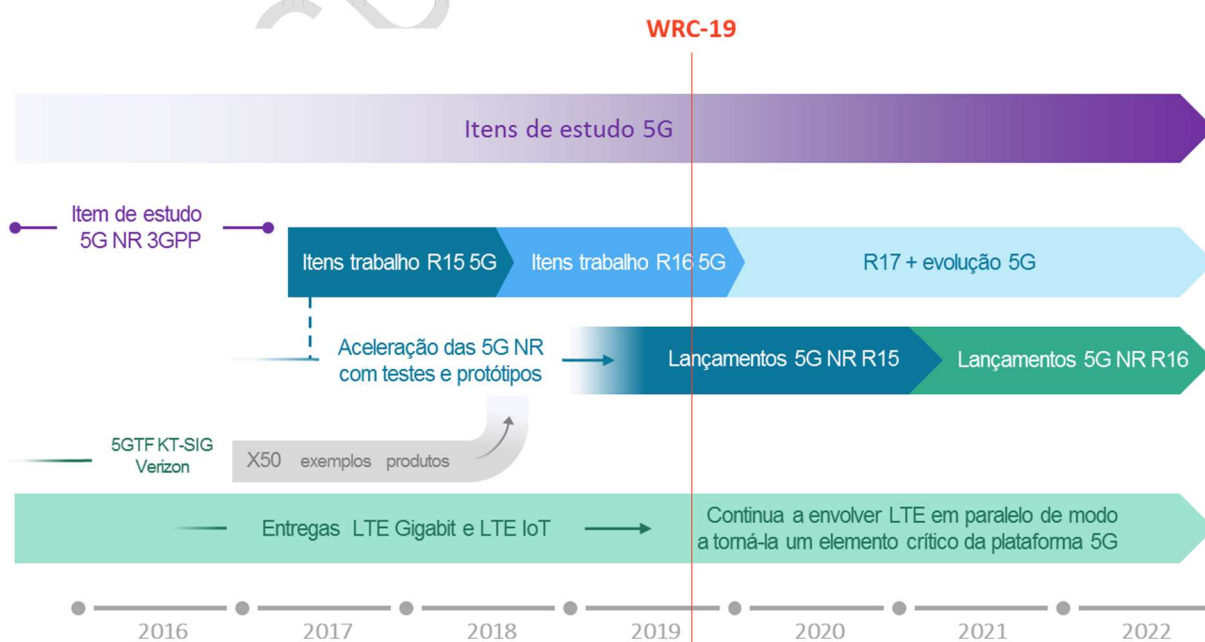 WRC-19
Itens de estudo 5G
Item de estudo
5G NR 3GPP
Itens trabalho R15 5G
Itens trabalho R16 5G
R17 + evolução 5G
Aceleração das 5G NR
com testes e protótipos
Lançamentos 5G NR R15
Lançamentos 5G NR R16
5GTF KT-SIG
Verizon
X50 exemplos produtos
Entregas LTE Gigabit e LTE IoT
Continua a envolver LTE em paralelo de modo
a torná-la um elemento crítico da plataforma 5G
2016
2017
2018
2019
2020
2021
2022